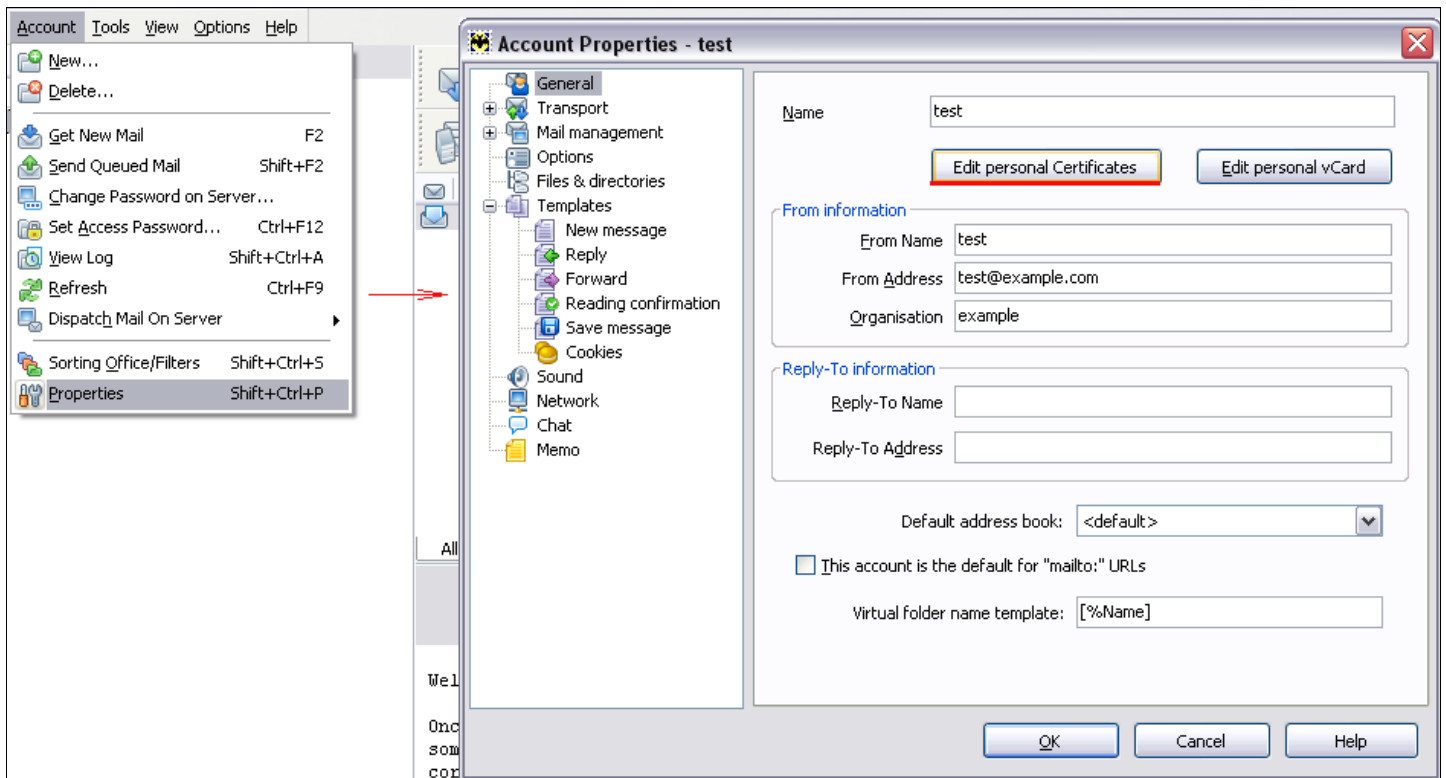 Account Tools View Options Help
New...
Delete...
Get New Mail F2
Send Queued Mail Shift+F2
Change Password on Server...
Set Access Password... Ctrl+F12
View Log Shift+Ctrl+A
Refresh Ctrl+F9
Dispatch Mail On Server
Sorting Office/Filters Shift+Ctrl+S
Properties Shift+Ctrl+P
All
Wel
Onc
som
cor
Account Properties - test
General
Transport
Mail management
Options
Files & directories
Templates
New message
Reply
Forward
Reading confirmation
Save message
Cookies
Sound
Network
Chat
Memo
Name test
Edit personal Certificates Edit personal vCard
From information
From Name test
From Address test@example.com
Organisation example
Reply-To information
Reply-To Name
Reply-To Address
Default address book: <default>
This account is the default for "mailto:" URLs
Virtual folder name template: [%Name]
OK Cancel Help